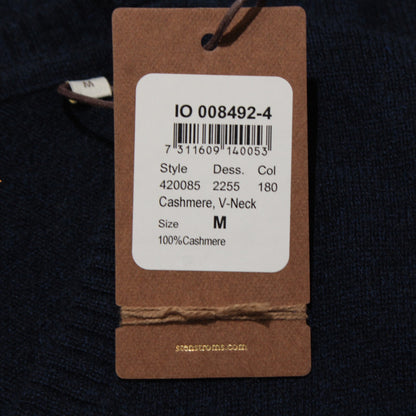 M
IO 008492-4
7 311609 140053
Style Dess. Col
420085 2255 180
Cashmere, V-Neck
Size M
100%Cashmere
stenstroms.com